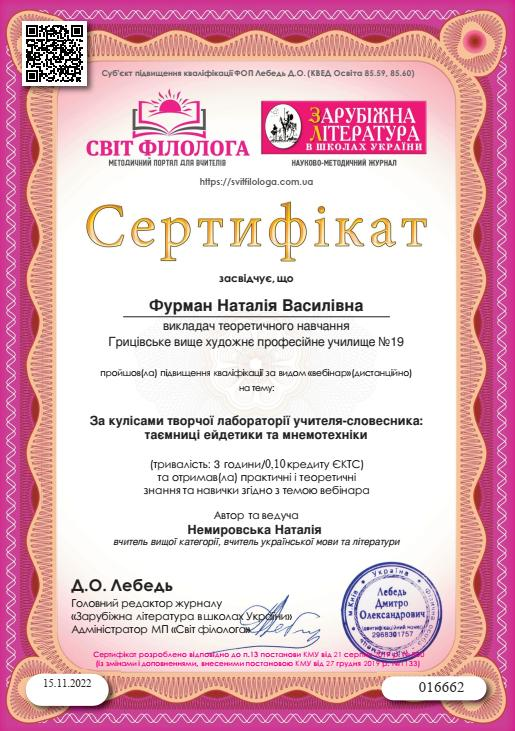 Суб'єкт підвищення кваліфікації ФОП Лебедь Д.О. (КВЕД Освіта 85.59, 85.60)
СВІТ ФІЛОЛОГА
МЕТОДИЧНИЙ ПОРТАЛ ДЛЯ ВЧИТЕЛІВ
ЗАРУБІЖНА
ЛІТЕРАТУРА
В ШКОЛАХ УКРАЇНИ
НАУКОВО-МЕТОДИЧНИЙ ЖУРНАЛ
https://svitfilologa.com.ua
Сертифікат
засвідчує, що
Фурман Наталія Василівна
викладач теоретичного навчання
Грицівське вище художнє професійне училище №19
пройшов(ла) підвищення кваліфікації за видом «вебінар» (дистанційно)
на тему:
За кулісами творчої лабораторії учителя-словесника:
таємниці ейдетики та мнемотехніки
(тривалість: 3 години/0,10 кредиту ЄКТС)
та отримав(ла) практичні і теоретичні
знання та навички згідно з темою вебінара
Автор та ведуча
Немировська Наталія
вчитель вищої категорії, вчитель української мови та літератури
Д.О. Лебедь
Головний редактор журналу
«Зарубіжна література в школах України»
Адміністратор МП «Світ філолога»
Україна
м.Київ
Лебедь
Дмитро
Олександрович
Ідентифікаційний номер
2968301757
Сертифікат розроблено відповідно до п.13 постанови КМУ від 21 серпня
(із змінами і доповненнями, внесеними постановою КМУ від 27 грудня 2019 р. №1133)
15.11.2022
016662